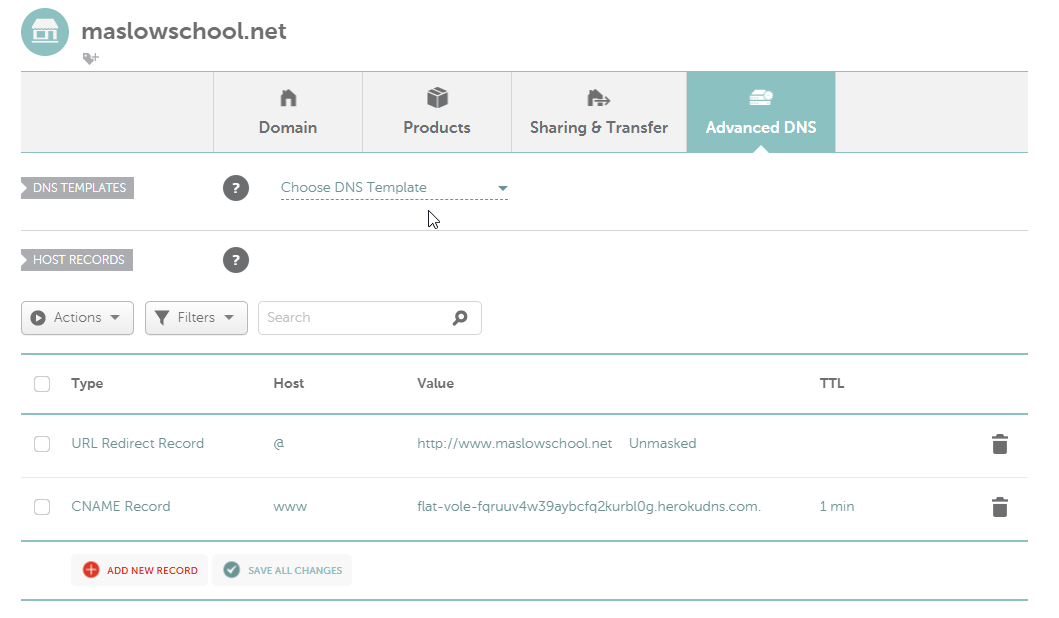 maslowschool.net
Domain Products Sharing & Transfer Advanced DNS
DNS TEMPLATES ? Choose DNS Template
HOST RECORDS ?
Actions Filters Search
Type Host Value TTL
URL Redirect Record @ http://www.maslowschool.net Unmasked
CNAME Record www flat-vole-fqruuv4w39aybcfq2kurbl0g.herokudns.com. 1 min
ADD NEW RECORD SAVE ALL CHANGES